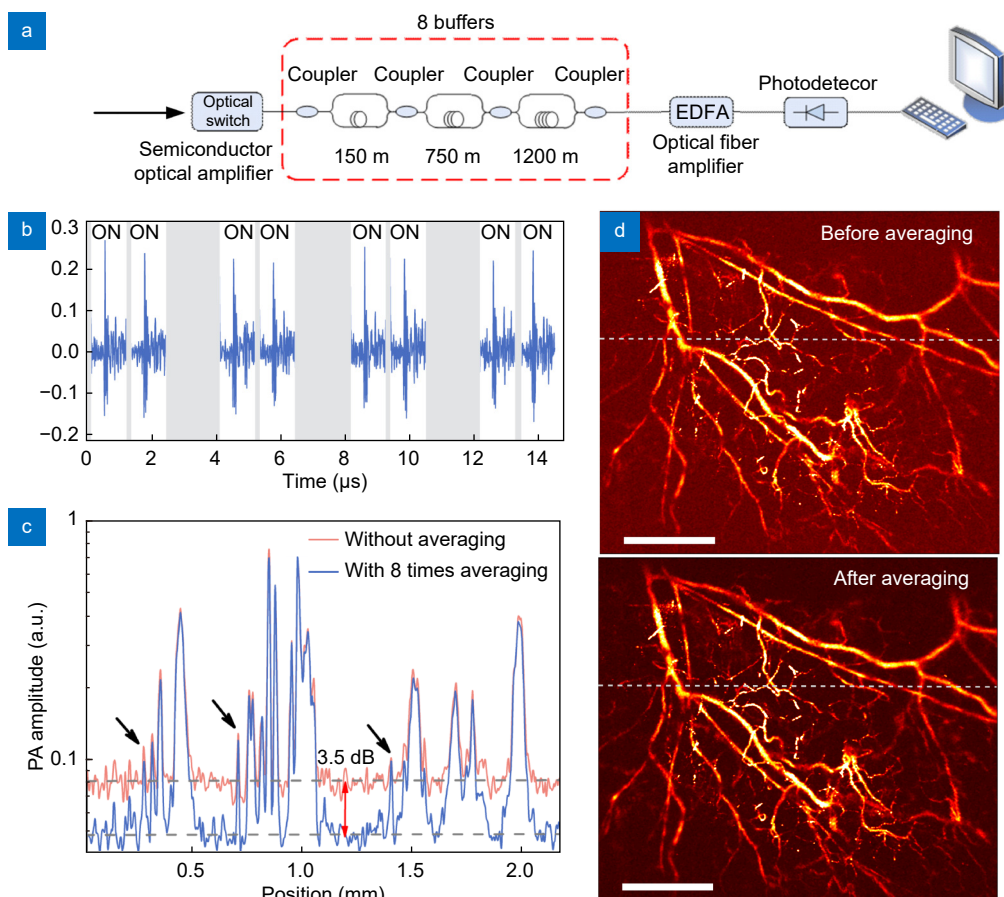 a
8 buffers
Coupler Coupler Coupler Coupler
Optical
switch
Semiconductor
optical amplifier
150 m 750 m 1200 m
EDFA
Optical fiber
amplifier
Photodetecor
b
ON ON ON ON ON ON ON ON
0.3
0.2
0.1
0.0
−0.1
−0.2
0 2 4 6 8 10 12 14
Time (μs)
c
Without averaging
With 8 times averaging
PA amplitude (a.u.)
1
0.1
3.5 dB
0.5 1.0 1.5 2.0
Position (mm)
d
Before averaging
After averaging